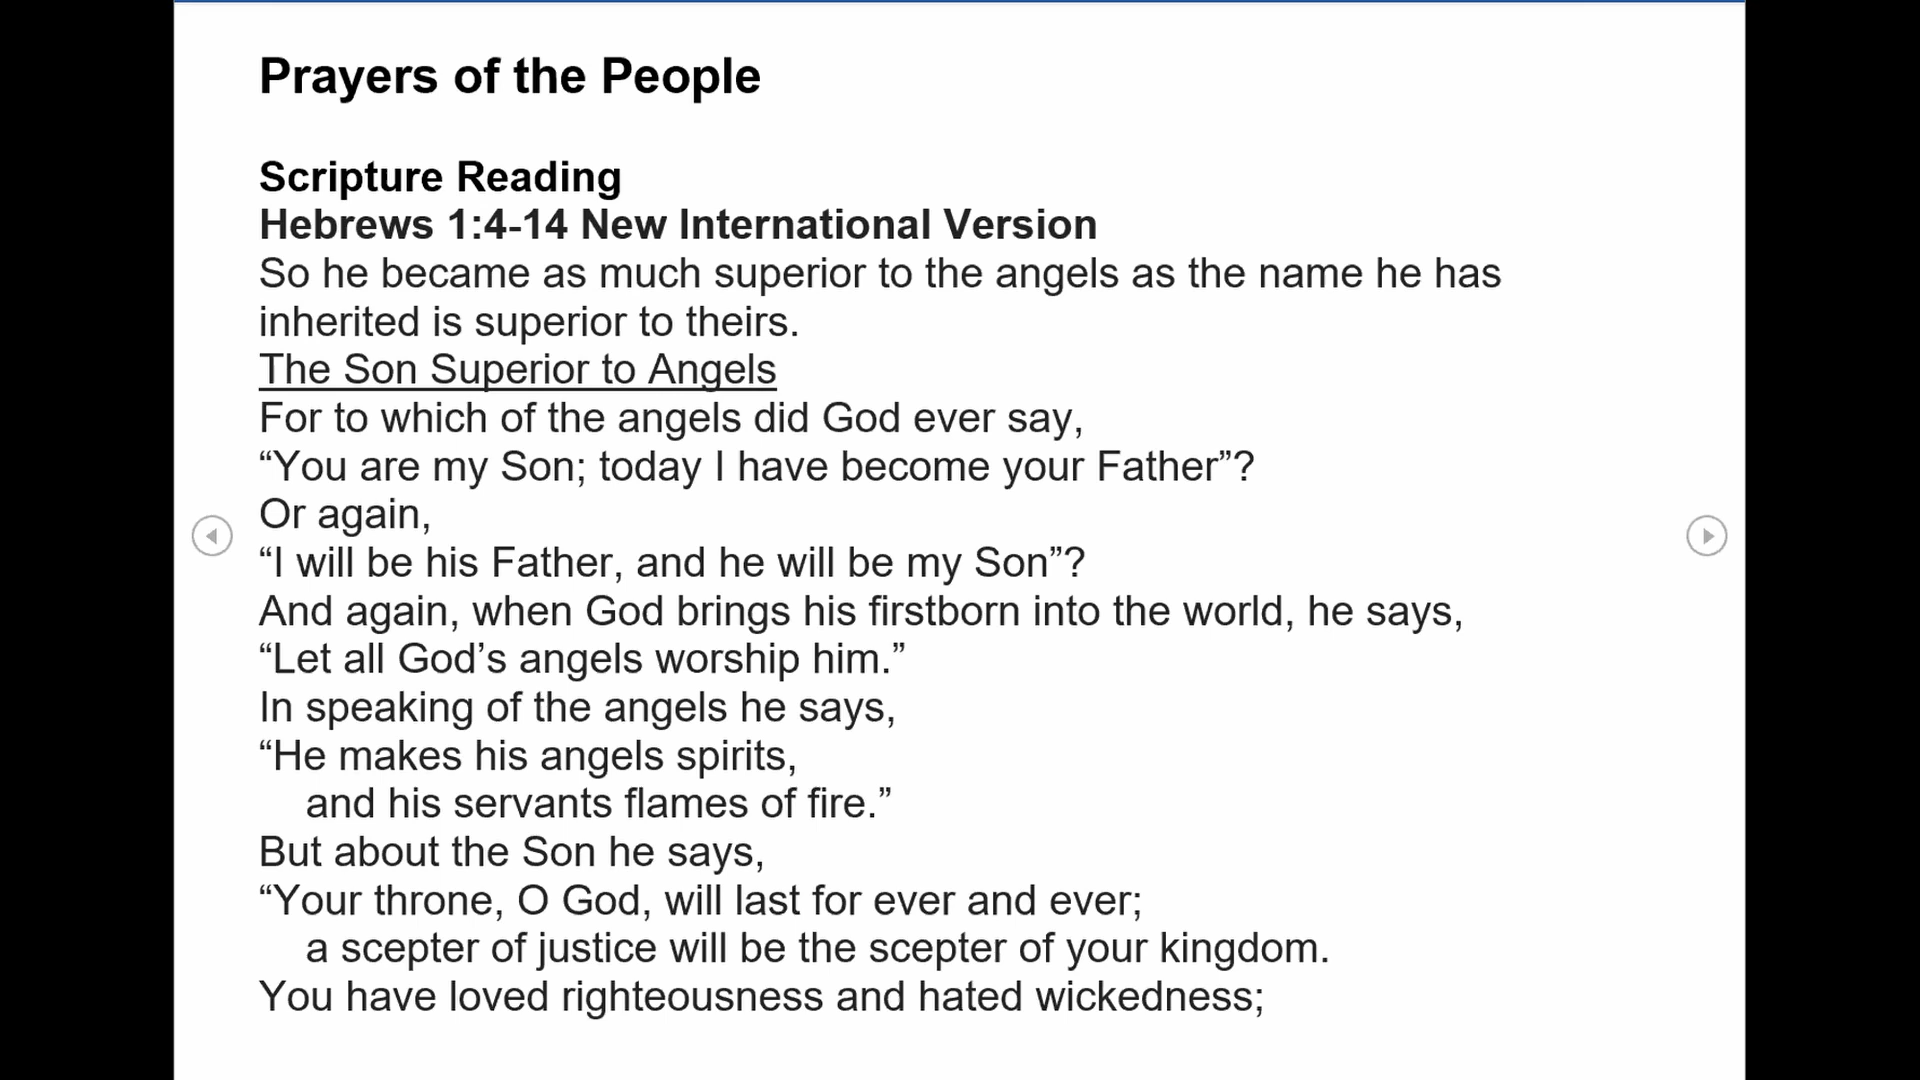 Prayers of the People
Scripture Reading
Hebrews 1:4-14 New International Version
So he became as much superior to the angels as the name he has
inherited is superior to theirs.
The Son Superior to Angels
For to which of the angels did God ever say,
“You are my Son; today I have become your Father”?
Or again,
“I will be his Father, and he will be my Son”?
And again, when God brings his firstborn into the world, he says,
“Let all God’s angels worship him.”
In speaking of the angels he says,
“He makes his angels spirits,
and his servants flames of fire.”
But about the Son he says,
“Your throne, O God, will last for ever and ever;
a scepter of justice will be the scepter of your kingdom.
You have loved righteousness and hated wickedness;